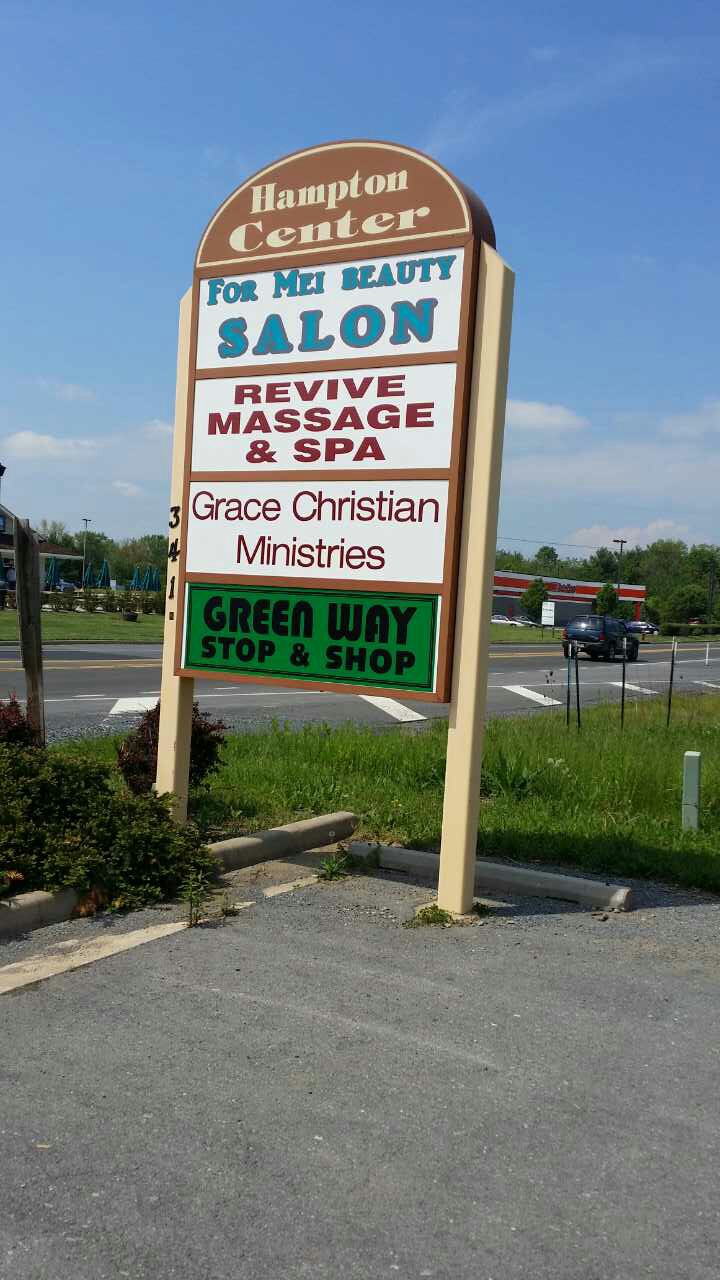 Hampton
Center
FOR MEI BEAUTY
SALON
REVIVE
MASSAGE
& SPA
Grace Christian
Ministries
GREEN WAY
STOP & SHOP
341